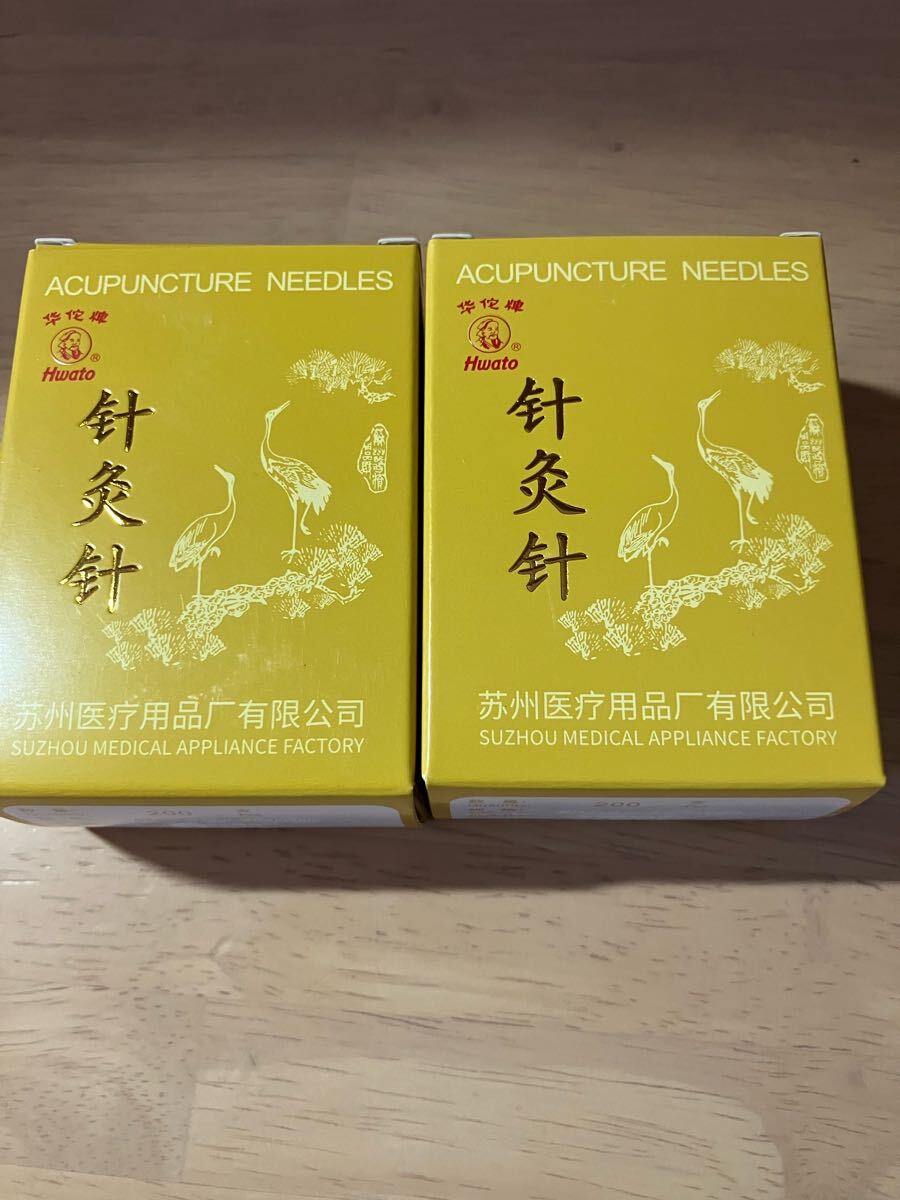 ACUPUNCTURE NEEDLES
华佗牌
Hwato
针灸针
苏州医疗用品厂有限公司
SUZHOU MEDICAL APPLIANCE FACTORY
200
ACUPUNCTURE NEEDLES
华佗牌
Hwato
针灸针
苏州医疗用品厂有限公司
SUZHOU MEDICAL APPLIANCE FACTORY
200